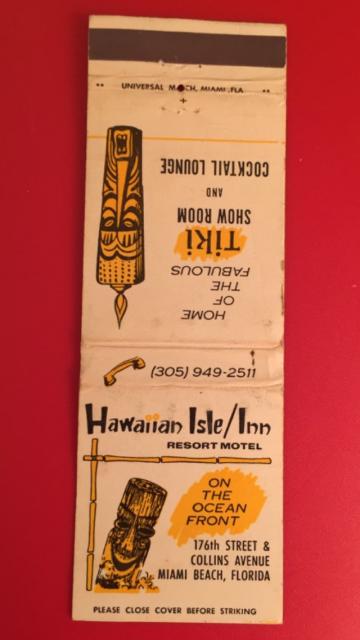 UNIVERSAL MATCH, MIAMI, FLA.
HOME
OF
THE
FABULOUS
Tiki
SHOW ROOM
AND
COCKTAIL LOUNGE
(305) 949-2511
Hawaiian Isle/Inn
RESORT MOTEL
ON
THE
OCEAN
FRONT
176th STREET &
COLLINS AVENUE
MIAMI BEACH, FLORIDA
PLEASE CLOSE COVER BEFORE STRIKING